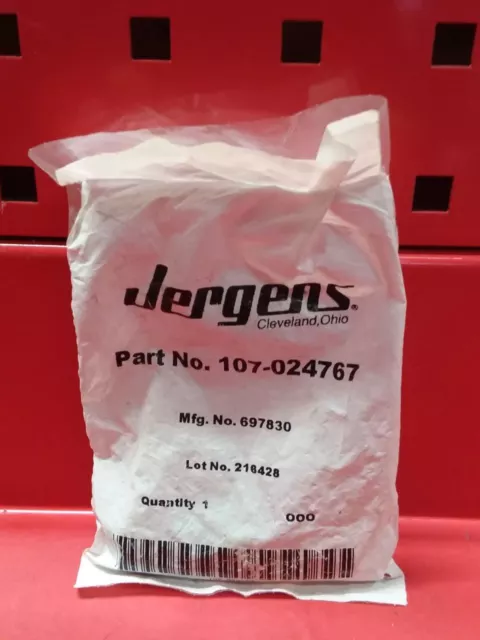 Jergens®
Cleveland,Ohio
Part No. 107-024767
Mfg. No. 697830
Lot No. 216428
Quantity 1
000